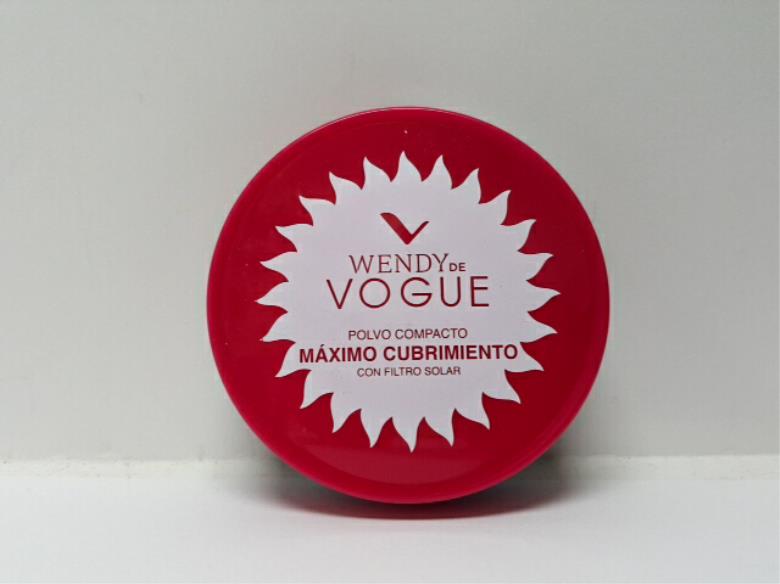 WENDY DE
VOGUE
POLVO COMPACTO
MÁXIMO CUBRIMIENTO
CON FILTRO SOLAR